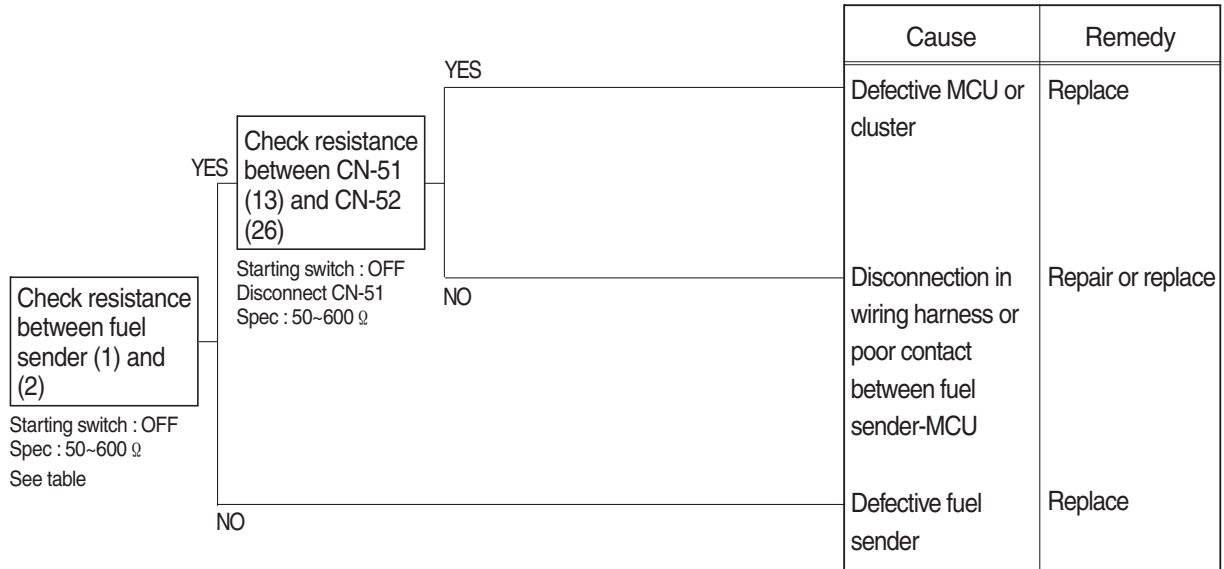 Cause
Remedy
YES
Defective MCU or
cluster
Replace
YES
Check resistance
between CN-51
(13) and CN-52
(26)
Starting switch : OFF
Disconnect CN-51
Spec : 50~600 Ω
NO
Disconnection in
wiring harness or
poor contact
between fuel
sender-MCU
Repair or replace
Check resistance
between fuel
sender (1) and
(2)
Starting switch : OFF
Spec : 50~600 Ω
See table
NO
Defective fuel
sender
Replace